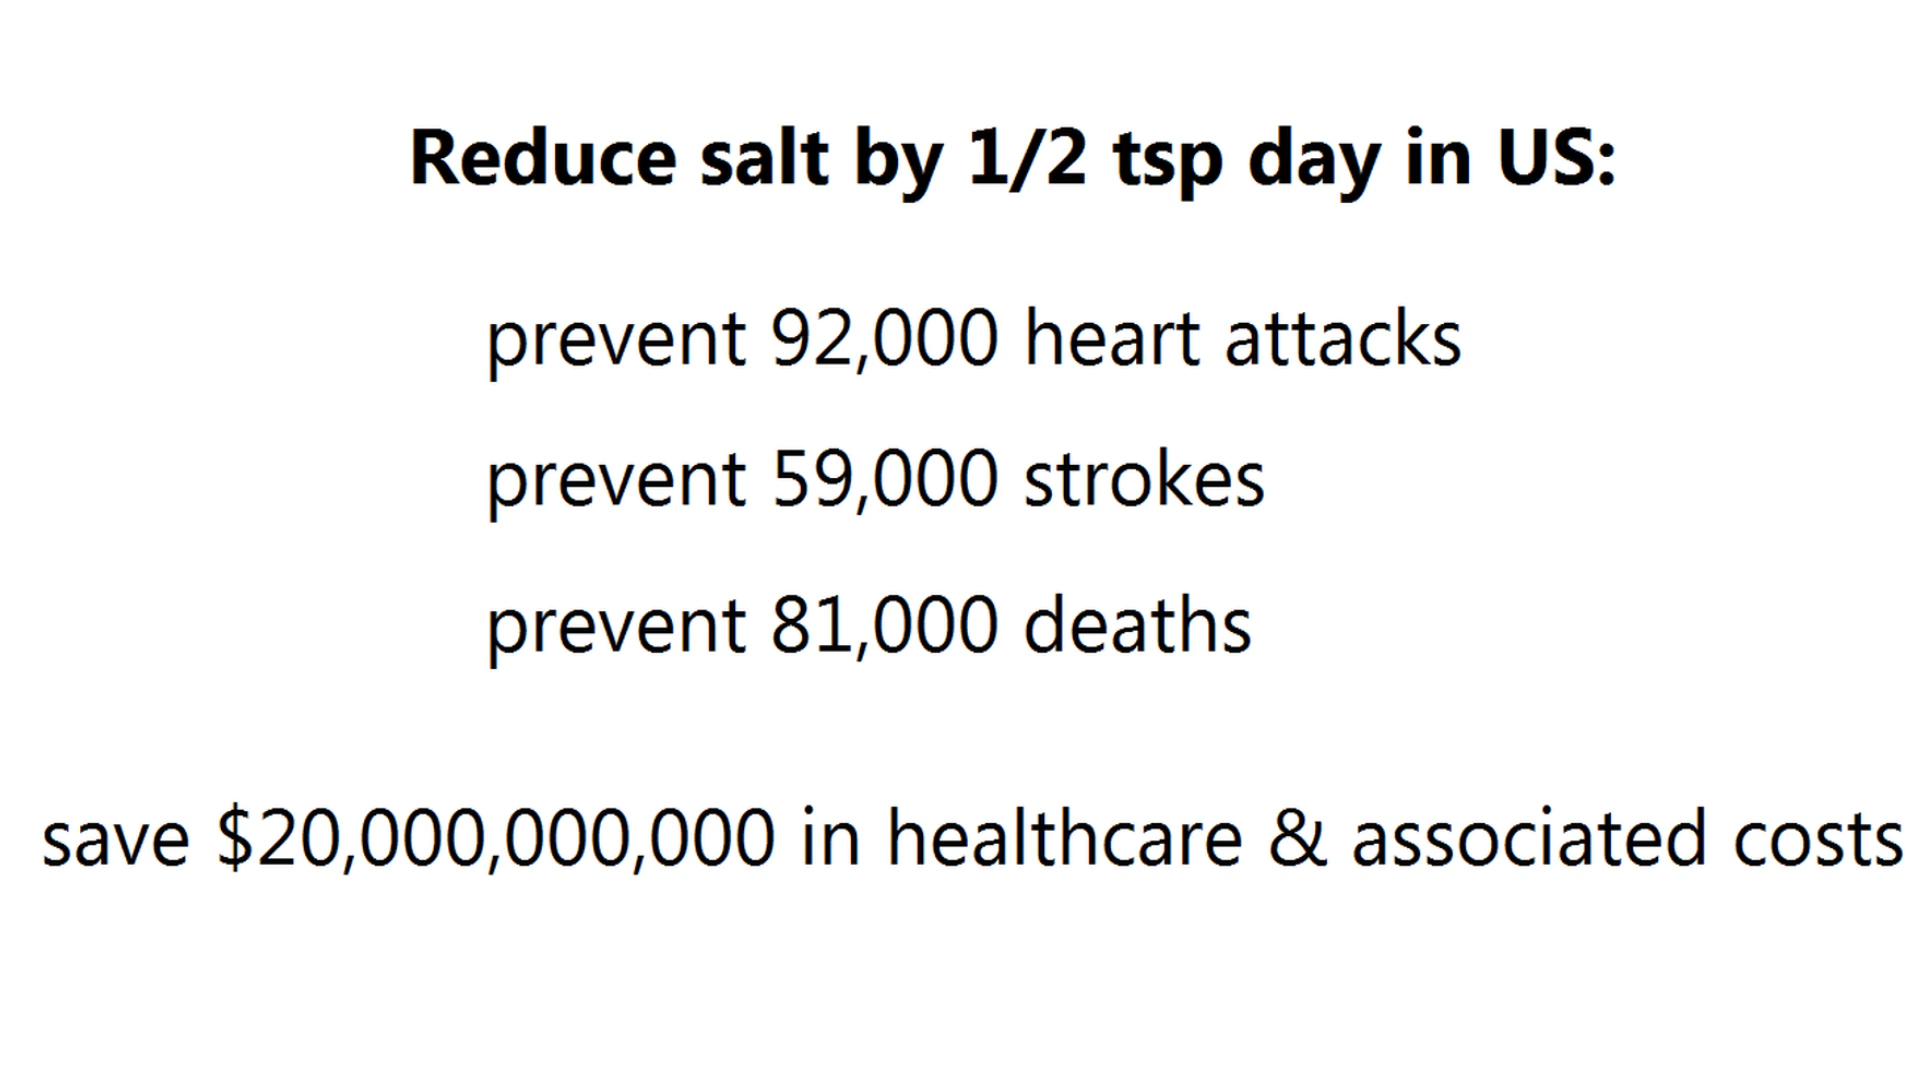 Reduce salt by 1/2 tsp day in US:
prevent 92,000 heart attacks
prevent 59,000 strokes
prevent 81,000 deaths
save $20,000,000,000 in healthcare & associated costs